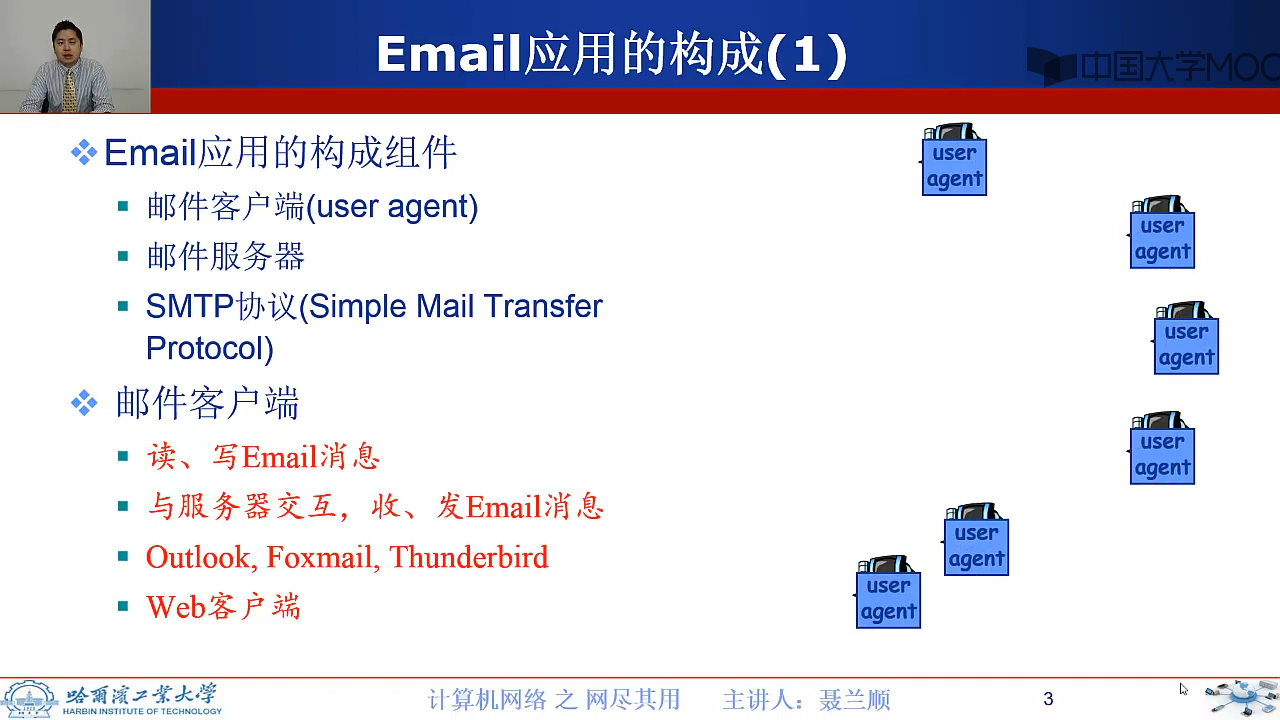 Email应用的构成(1)
中国大学MOO
Email应用的构成组件
邮件客户端(user agent)
邮件服务器
SMTP协议(Simple Mail Transfer
Protocol)
邮件客户端
读、写Email消息
与服务器交互，收、发Email消息
Outlook, Foxmail, Thunderbird
Web客户端
user
agent
user
agent
user
agent
user
agent
user
agent
user
agent
哈尔滨工业大学
HARBIN INSTITUTE OF TECHNOLOGY
计算机网络 之 网尽其用
主讲人：聂兰顺
3